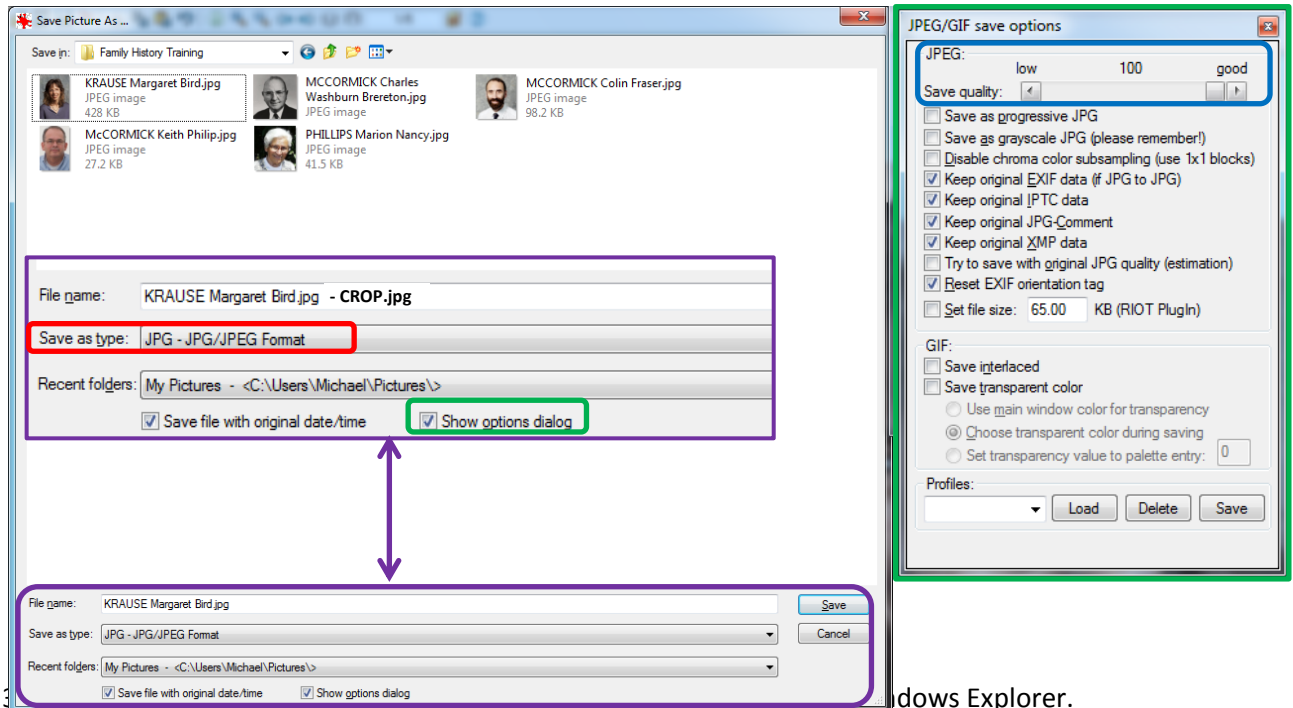 Save Picture As ...
Save in: Family History Training
KRAUSE Margaret Bird.jpg
JPEG image
428 KB
MCCORMICK Charles
Washburn Brereton.jpg
JPEG image
MCCORMICK Colin Fraser.jpg
JPEG image
98.2 KB
McCORMICK Keith Philip.jpg
JPEG image
27.2 KB
PHILLIPS Marion Nancy.jpg
JPEG image
41.5 KB
File name: KRAUSE Margaret Bird.jpg - CROP.jpg
Save as type: JPG - JPG/JPEG Format
Recent folders: My Pictures - <C:\Users\Michael\Pictures\>
Save file with original date/time Show options dialog
File name: KRAUSE Margaret Bird.jpg
Save
Save as type: JPG - JPG/JPEG Format
Cancel
Recent folders: My Pictures - <C:\Users\Michael\Pictures\>
Save file with original date/time Show options dialog
JPEG/GIF save options
JPEG:
low 100 good
Save quality:
Save as progressive JPG
Save as grayscale JPG (please remember!)
Disable chroma color subsampling (use 1x1 blocks)
Keep original EXIF data (if JPG to JPG)
Keep original IPTC data
Keep original JPG-Comment
Keep original XMP data
Try to save with original JPG quality (estimation)
Reset EXIF orientation tag
Set file size: 65.00 KB (RIOT PlugIn)
GIF:
Save interlaced
Save transparent color
Use main window color for transparency
Choose transparent color during saving
Set transparency value to palette entry: 0
Profiles:
Load Delete Save
dows Explorer.